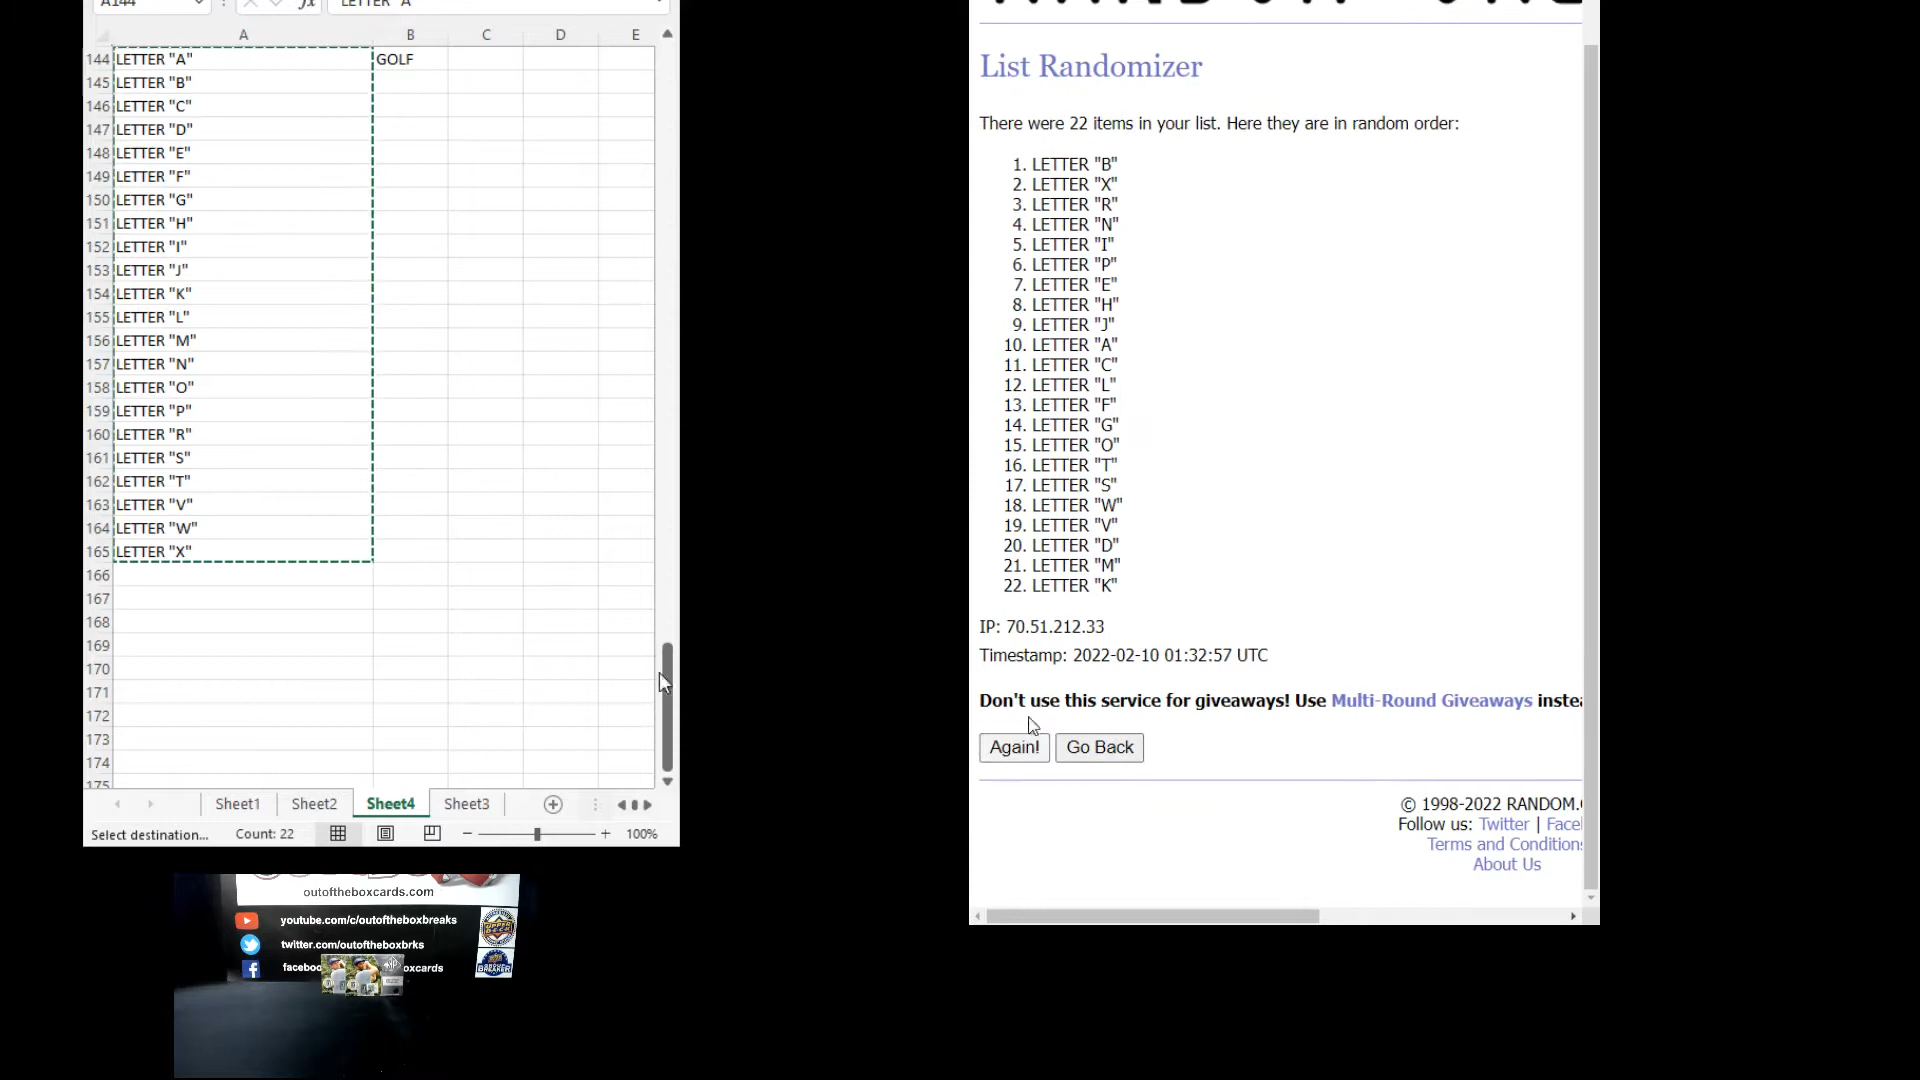 A144
LETTER "A"
A B C D E
144 LETTER "A" GOLF
145 LETTER "B"
146 LETTER "C"
147 LETTER "D"
148 LETTER "E"
149 LETTER "F"
150 LETTER "G"
151 LETTER "H"
152 LETTER "I"
153 LETTER "J"
154 LETTER "K"
155 LETTER "L"
156 LETTER "M"
157 LETTER "N"
158 LETTER "O"
159 LETTER "P"
160 LETTER "R"
161 LETTER "S"
162 LETTER "T"
163 LETTER "V"
164 LETTER "W"
165 LETTER "X"
166
167
168
169
170
171
172
173
174
175
Sheet1 Sheet2 Sheet4 Sheet3
Select destination... Count: 22 100%
outoftheboxcards.com
youtube.com/c/outoftheboxbreaks
twitter.com/outoftheboxbrks
oxcards
UPPER DECK
List Randomizer
There were 22 items in your list. Here they are in random order:
1. LETTER "B"
2. LETTER "X"
3. LETTER "R"
4. LETTER "N"
5. LETTER "I"
6. LETTER "P"
7. LETTER "E"
8. LETTER "H"
9. LETTER "J"
10. LETTER "A"
11. LETTER "C"
12. LETTER "L"
13. LETTER "F"
14. LETTER "G"
15. LETTER "O"
16. LETTER "T"
17. LETTER "S"
18. LETTER "W"
19. LETTER "V"
20. LETTER "D"
21. LETTER "M"
22. LETTER "K"
IP: 70.51.212.33
Timestamp: 2022-02-10 01:32:57 UTC
Don't use this service for giveaways! Use Multi-Round Giveaways instea
Again! Go Back
© 1998-2022 RANDOM.
Follow us: Twitter | Face
Terms and Conditions
About Us